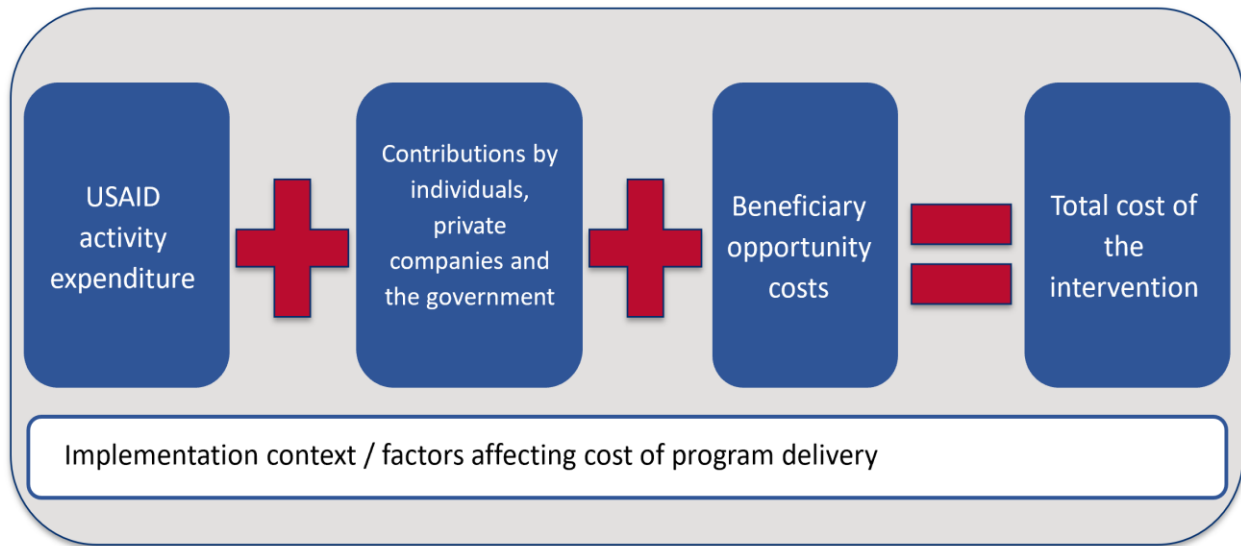 USAID
activity
expenditure
Contributions by
individuals,
private
companies and
the government
Beneficiary
opportunity
costs
Total cost of
the
intervention
Implementation context / factors affecting cost of program delivery